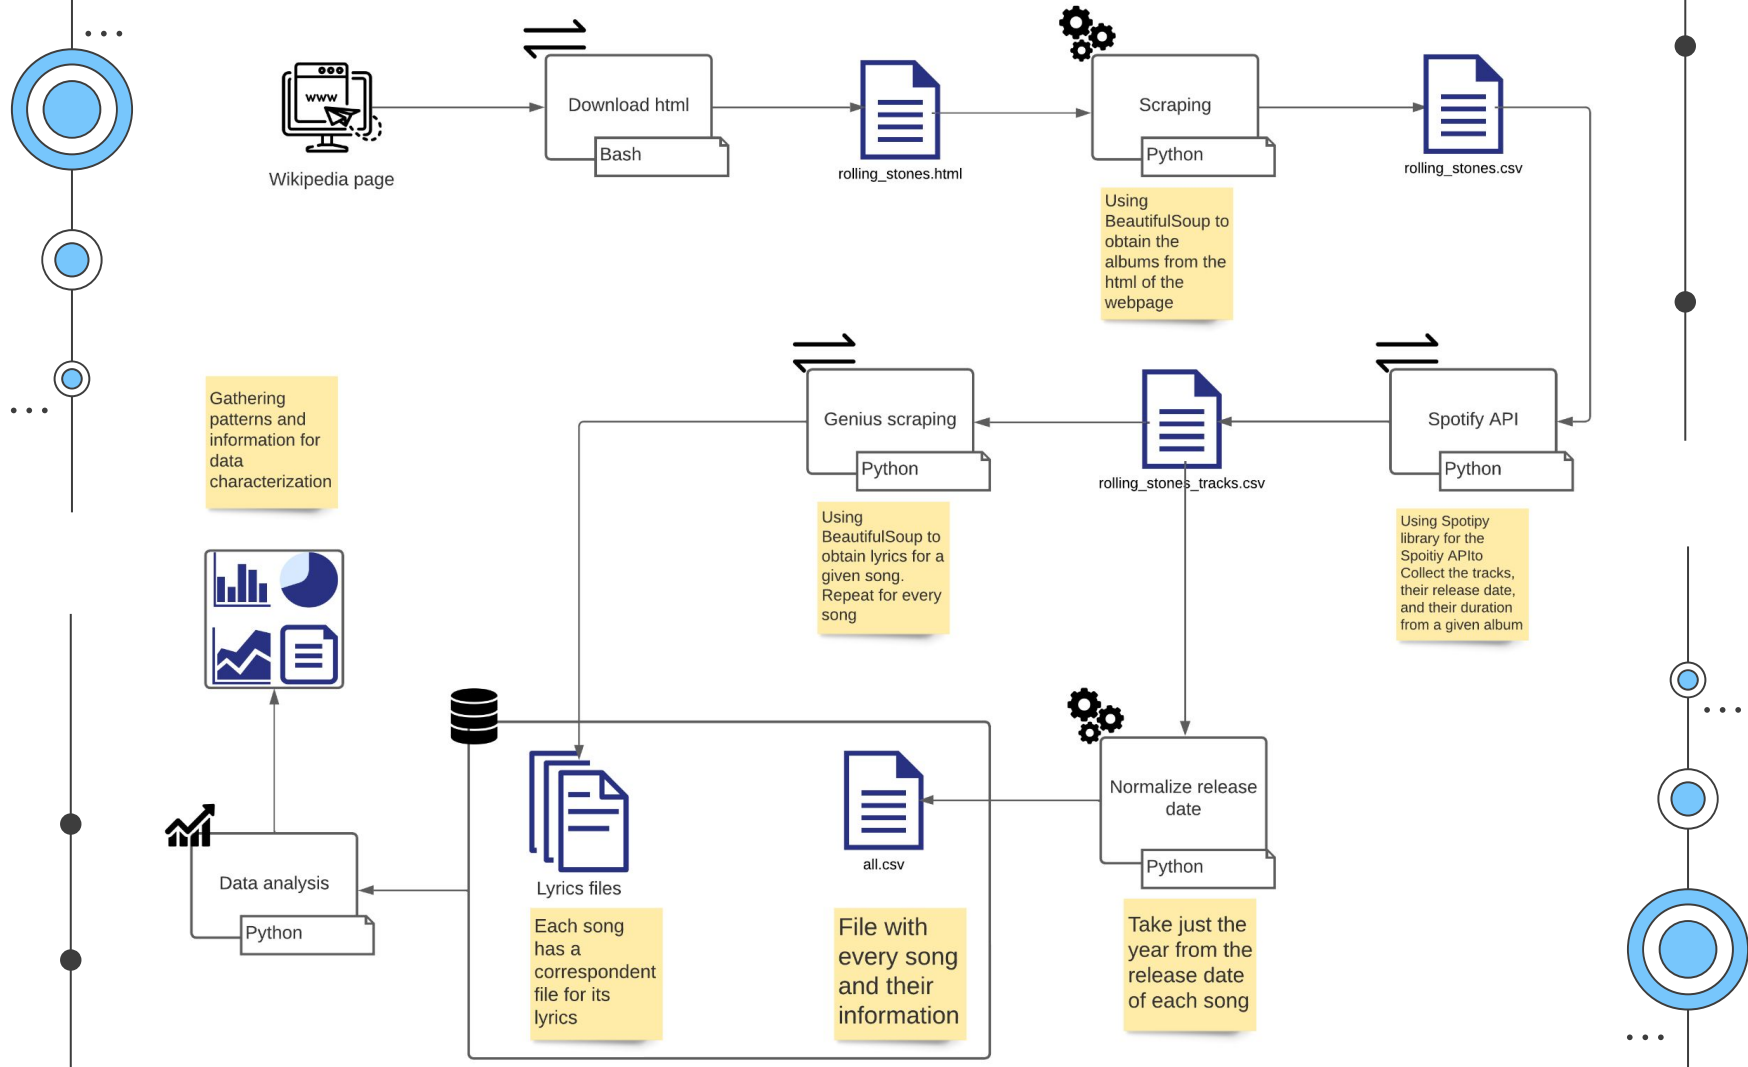 www
Wikipedia page
Download html
Bash
rolling_stones.html
Scraping
Python
rolling_stones.csv
Using
BeautifulSoup to
obtain the
albums from the
html of the
webpage
Spotify API
Python
Using Spotipy
library for the
Spoitiy APIto
Collect the tracks,
their release date,
and their duration
from a given album
rolling_stones_tracks.csv
Genius scraping
Python
Using
BeautifulSoup to
obtain lyrics for a
given song.
Repeat for every
song
Normalize release
date
Python
Take just the
year from the
release date
of each song
all.csv
File with
every song
and their
information
Lyrics files
Each song
has a
correspondent
file for its
lyrics
Data analysis
Python
Gathering
patterns and
information for
data
characterization